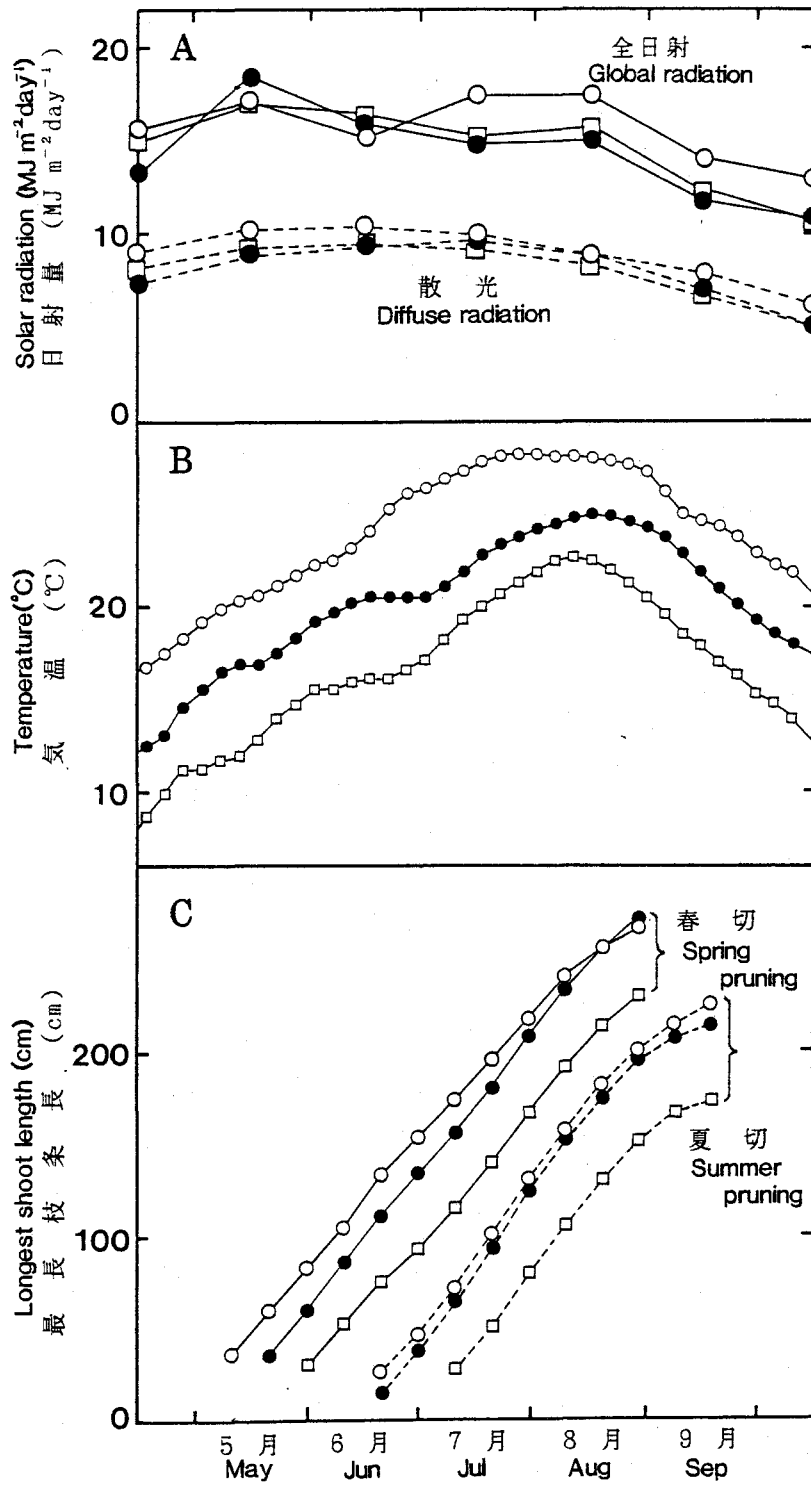 A
全日射
Global radiation
散光
Diffuse radiation
Solar radiation (MJ m⁻²day⁻¹)
日射量 (MJ m⁻²day⁻¹)
20
10
0
B
Temperature(°C)
気温 (℃)
20
10
C
春切
Spring
pruning
夏切
Summer
pruning
Longest shoot length (cm)
最長枝条長 (cm)
200
100
0
5月 6月 7月 8月 9月
May Jun Jul Aug Sep